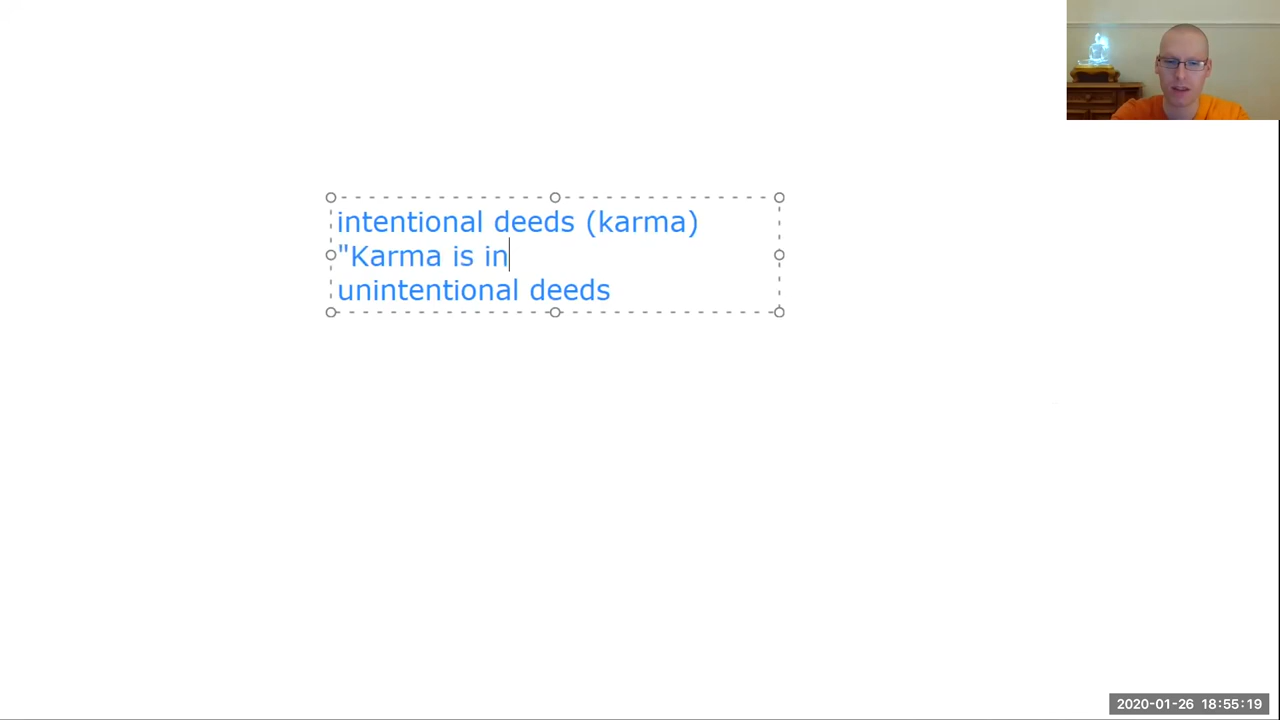 intentional deeds (karma)
"Karma is in
unintentional deeds
2020-01-26 18:55:19